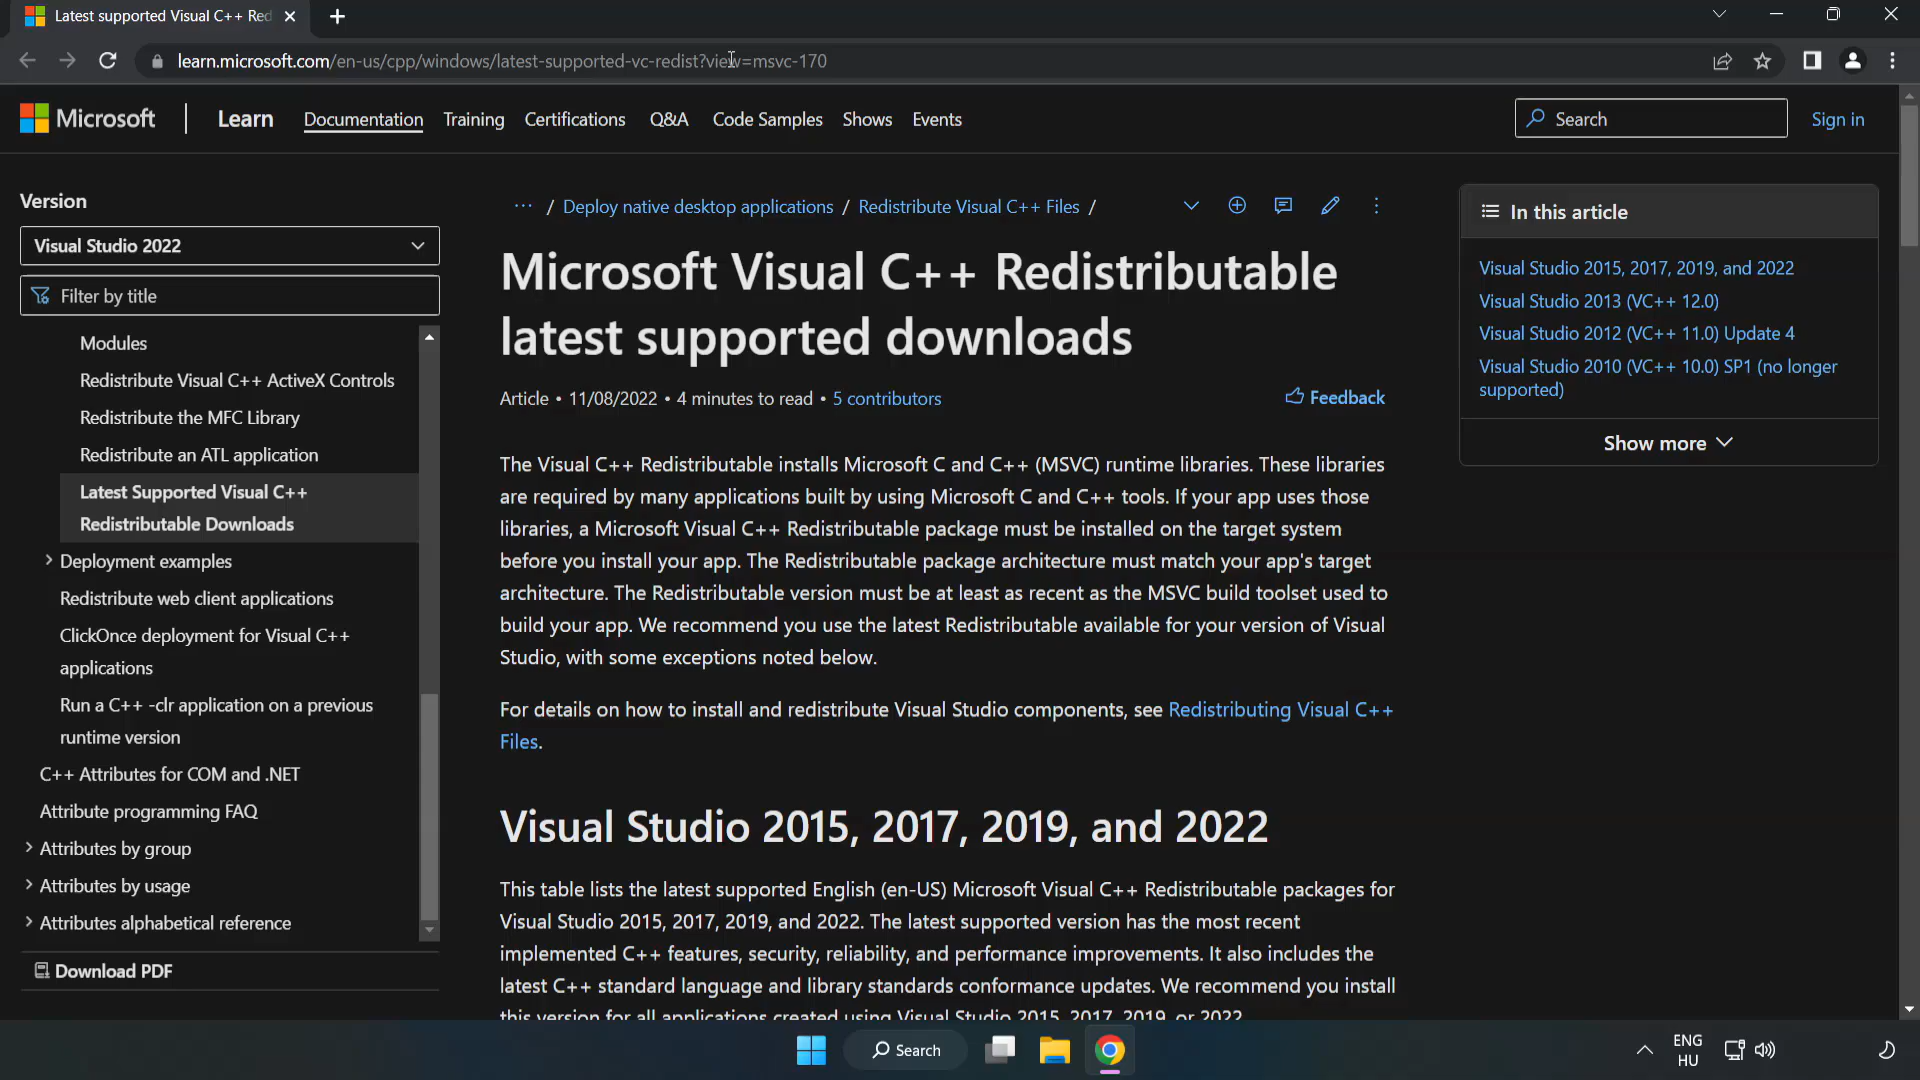 Latest supported Visual C++ Red
learn.microsoft.com/en-us/cpp/windows/latest-supported-vc-redist?view=msvc-170
Microsoft
Learn
Documentation
Training
Certifications
Q&A
Code Samples
Shows
Events
Search
Sign in
Version
Visual Studio 2022
Filter by title
Modules
Redistribute Visual C++ ActiveX Controls
Redistribute the MFC Library
Redistribute an ATL application
Latest Supported Visual C++
Redistributable Downloads
Deployment examples
Redistribute web client applications
ClickOnce deployment for Visual C++
applications
Run a C++ -clr application on a previous
runtime version
C++ Attributes for COM and .NET
Attribute programming FAQ
Attributes by group
Attributes by usage
Attributes alphabetical reference
Download PDF
··· / Deploy native desktop applications / Redistribute Visual C++ Files /
Microsoft Visual C++ Redistributable
latest supported downloads
Article • 11/08/2022 • 4 minutes to read • 5 contributors
Feedback
The Visual C++ Redistributable installs Microsoft C and C++ (MSVC) runtime libraries. These libraries
are required by many applications built by using Microsoft C and C++ tools. If your app uses those
libraries, a Microsoft Visual C++ Redistributable package must be installed on the target system
before you install your app. The Redistributable package architecture must match your app's target
architecture. The Redistributable version must be at least as recent as the MSVC build toolset used to
build your app. We recommend you use the latest Redistributable available for your version of Visual
Studio, with some exceptions noted below.
For details on how to install and redistribute Visual Studio components, see Redistributing Visual C++
Files.
Visual Studio 2015, 2017, 2019, and 2022
This table lists the latest supported English (en-US) Microsoft Visual C++ Redistributable packages for
Visual Studio 2015, 2017, 2019, and 2022. The latest supported version has the most recent
implemented C++ features, security, reliability, and performance improvements. It also includes the
latest C++ standard language and library standards conformance updates. We recommend you install
this version for all applications created using Visual Studio 2015, 2017, 2019, or 2022.
In this article
Visual Studio 2015, 2017, 2019, and 2022
Visual Studio 2013 (VC++ 12.0)
Visual Studio 2012 (VC++ 11.0) Update 4
Visual Studio 2010 (VC++ 10.0) SP1 (no longer
supported)
Show more
Search
ENG
HU